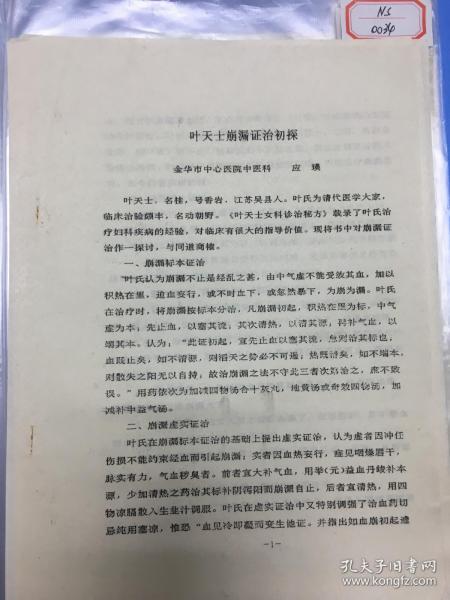 NS
0034
叶天士崩漏证治初探
金华市中心医院中医科 应瑛
叶天士,名桂,号香岩,江苏吴县人。叶氏为清代医学大家,
临床治验颇丰,名动朝野。《叶天士女科诊治秘方》载录了叶氏治
疗妇科疾病的经验,对临床有很大的指导价值。现将书中对崩漏证
治作一探讨,与同道商榷。
一、崩漏标本证治
叶氏认为崩漏不止是经乱之甚,由中气虚不能受敛其血,加以
积热在里,迫血妄行,或不时血下,或忽然暴下,为崩为漏。叶氏
在治疗时,将崩漏按标本分治,凡崩漏初起,积热在里为标,中气
虚为本;先止血,以塞其流;其次清热,以清其源;再补气血,以
端其本。认为:“此证初起,宜先止血以塞其流,急则治其标也,
血既止矣,如不清源,则滔天之势必不可遏;热既清矣,如不端本,
则散失之阳无以自持;故治漏之法不守此三者次第治之,虚不致
误。”用药依次为加减四物汤合十灰丸,地黄汤或奇效四物汤,加
减补中益气汤。
二、崩漏虚实证治
叶氏在崩漏标本证治的基础上提出虚实证治,认为虚者因冲任
伤损不能约束经血而引起崩漏;实者因血热妄行,症见咽燥唇干,
脉实有力,气血秽臭者。前者宜大补气血,用举(元)益血丹峻补本
源,少加清热之药治其标补阴泻阳而崩漏自止,后者宜清热,用四
物凉膈散入生韭汁调服。叶氏在虚实证治中又特别调强了治血药切
忌纯用寒凉,惟恐“血见冷即凝而变生诡证。并指出如血崩初起遽
-1-
孔夫子旧书网